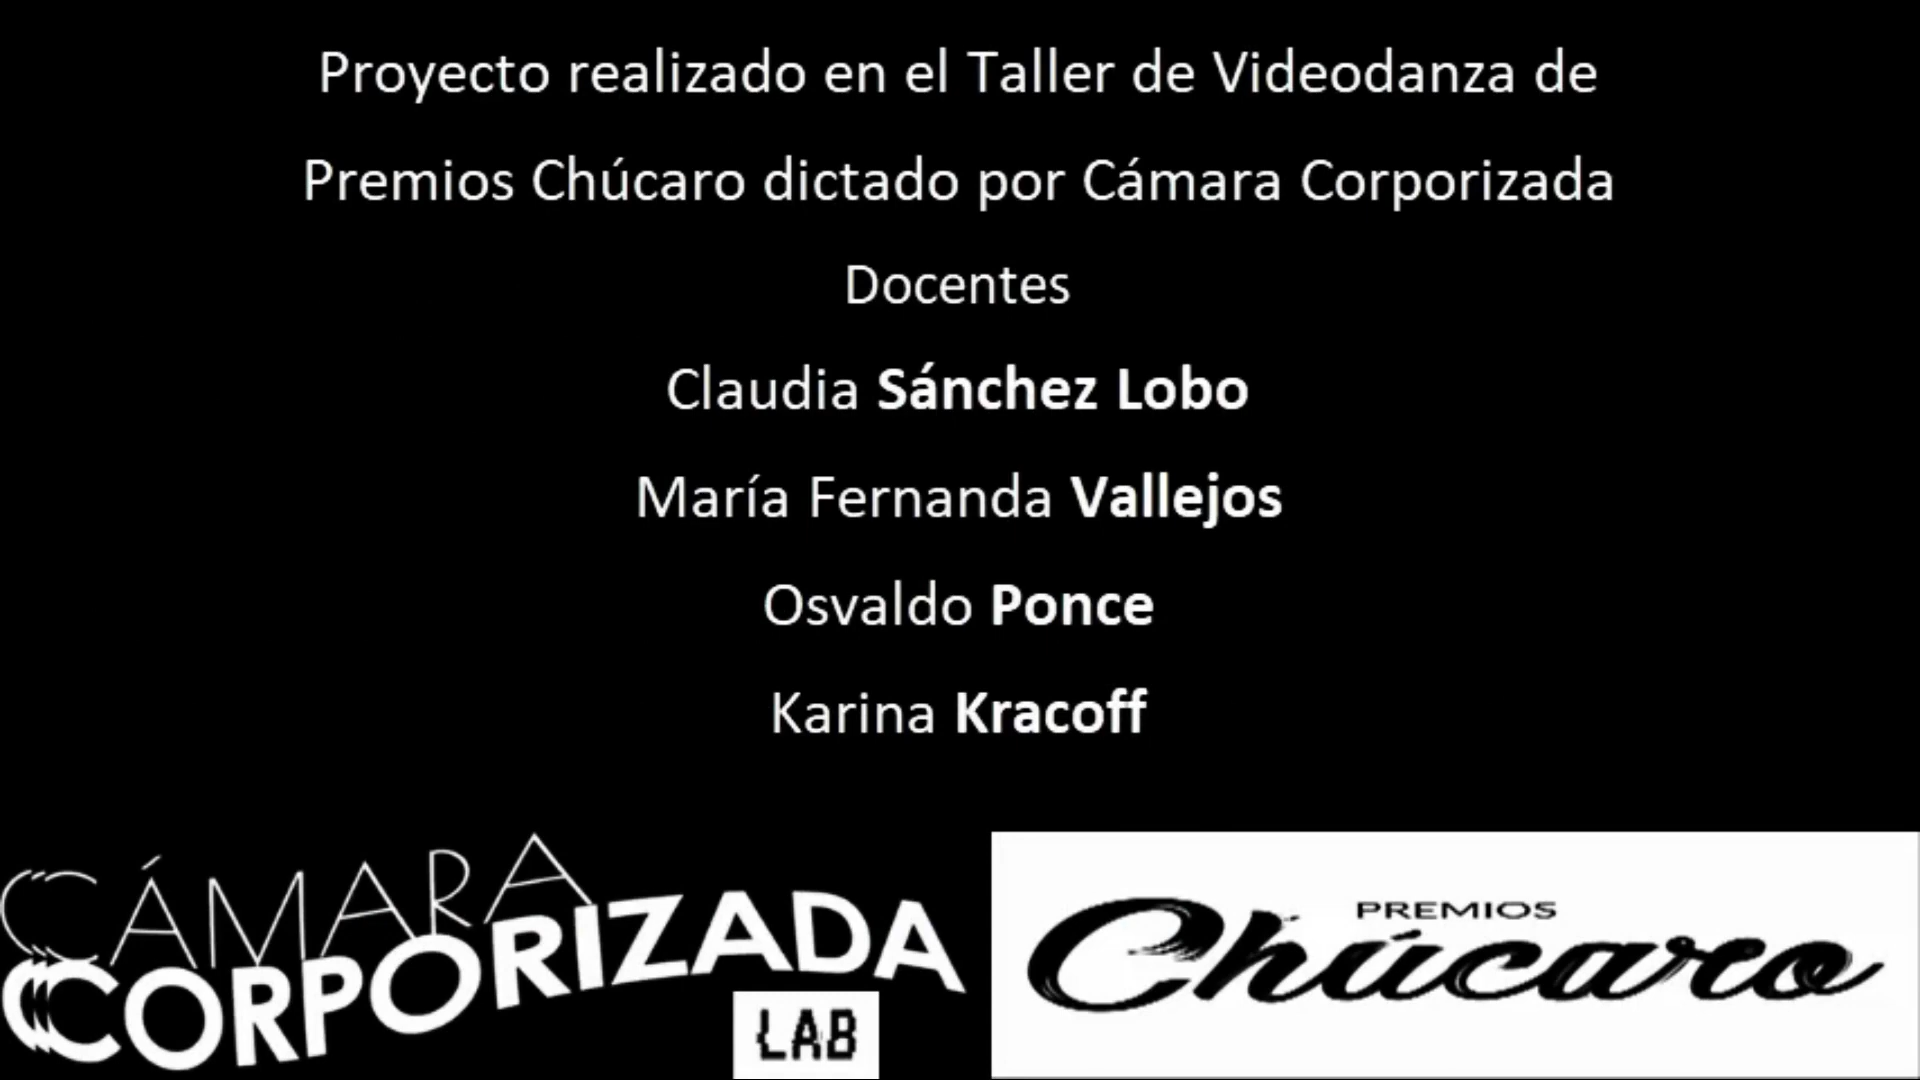 Proyecto realizado en el Taller de Videodanza de
Premios Chúcaro dictado por Cámara Corporizada
Docentes
Claudia Sánchez Lobo
María Fernanda Vallejos
Osvaldo Ponce
Karina Kracoff
CÁMARA
CORPORIZADA
LAB
PREMIOS
Chúcaro